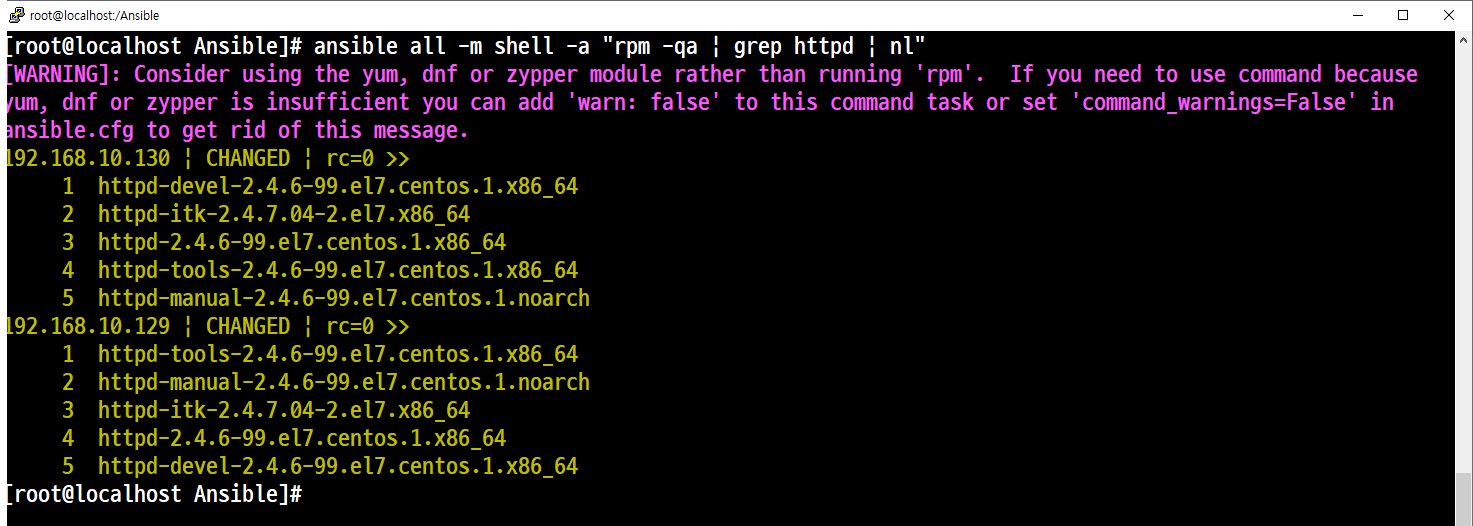 root@localhost:/Ansible
[root@localhost Ansible]# ansible all -m shell -a "rpm -qa | grep httpd | nl"
[WARNING]: Consider using the yum, dnf or zypper module rather than running 'rpm'.  If you need to use command because
yum, dnf or zypper is insufficient you can add 'warn: false' to this command task or set 'command_warnings=False' in
ansible.cfg to get rid of this message.
192.168.10.130 | CHANGED | rc=0 >>
     1  httpd-devel-2.4.6-99.el7.centos.1.x86_64
     2  httpd-itk-2.4.7.04-2.el7.x86_64
     3  httpd-2.4.6-99.el7.centos.1.x86_64
     4  httpd-tools-2.4.6-99.el7.centos.1.x86_64
     5  httpd-manual-2.4.6-99.el7.centos.1.noarch
192.168.10.129 | CHANGED | rc=0 >>
     1  httpd-tools-2.4.6-99.el7.centos.1.x86_64
     2  httpd-manual-2.4.6-99.el7.centos.1.noarch
     3  httpd-itk-2.4.7.04-2.el7.x86_64
     4  httpd-2.4.6-99.el7.centos.1.x86_64
     5  httpd-devel-2.4.6-99.el7.centos.1.x86_64
[root@localhost Ansible]#